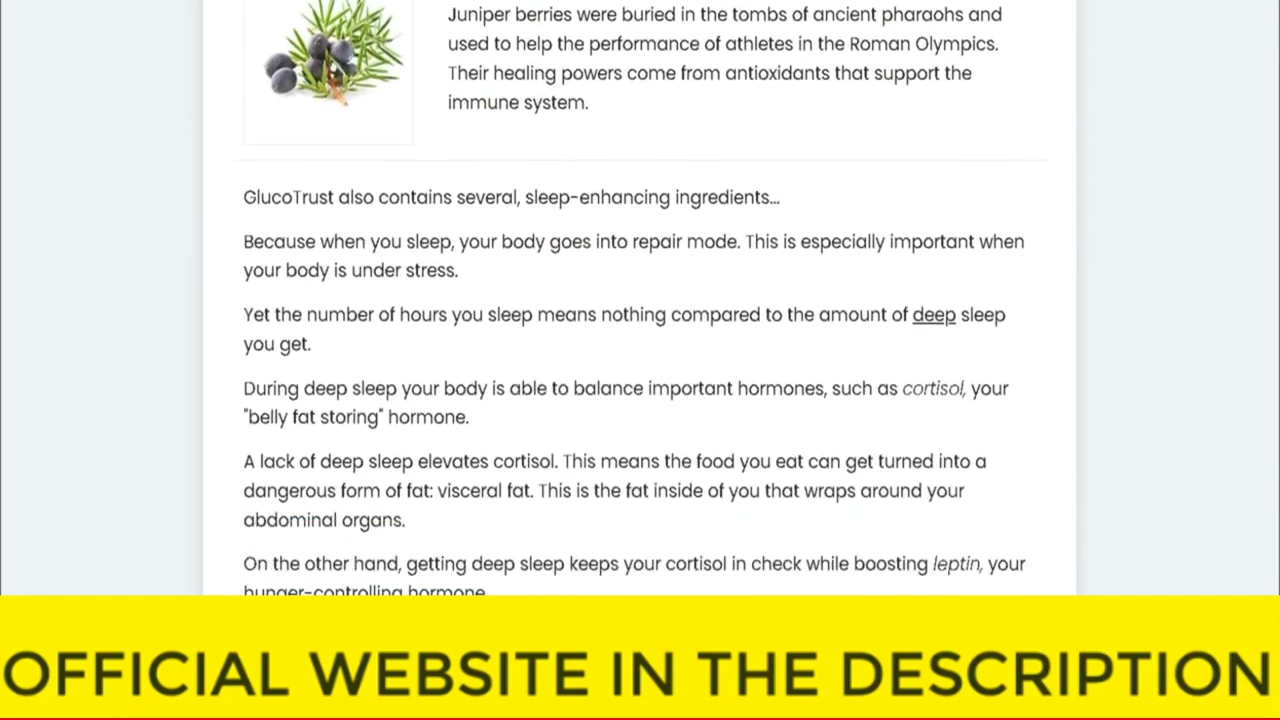 Juniper berries were buried in the tombs of ancient pharaohs and
used to help the performance of athletes in the Roman Olympics.
Their healing powers come from antioxidants that support the
immune system.
GlucoTrust also contains several, sleep-enhancing ingredients...
Because when you sleep, your body goes into repair mode. This is especially important when
your body is under stress.
Yet the number of hours you sleep means nothing compared to the amount of deep sleep
you get.
During deep sleep your body is able to balance important hormones, such as cortisol, your
"belly fat storing" hormone.
A lack of deep sleep elevates cortisol. This means the food you eat can get turned into a
dangerous form of fat: visceral fat. This is the fat inside of you that wraps around your
abdominal organs.
On the other hand, getting deep sleep keeps your cortisol in check while boosting leptin, your
hunger-controlling hormone.
OFFICIAL WEBSITE IN THE DESCRIPTION